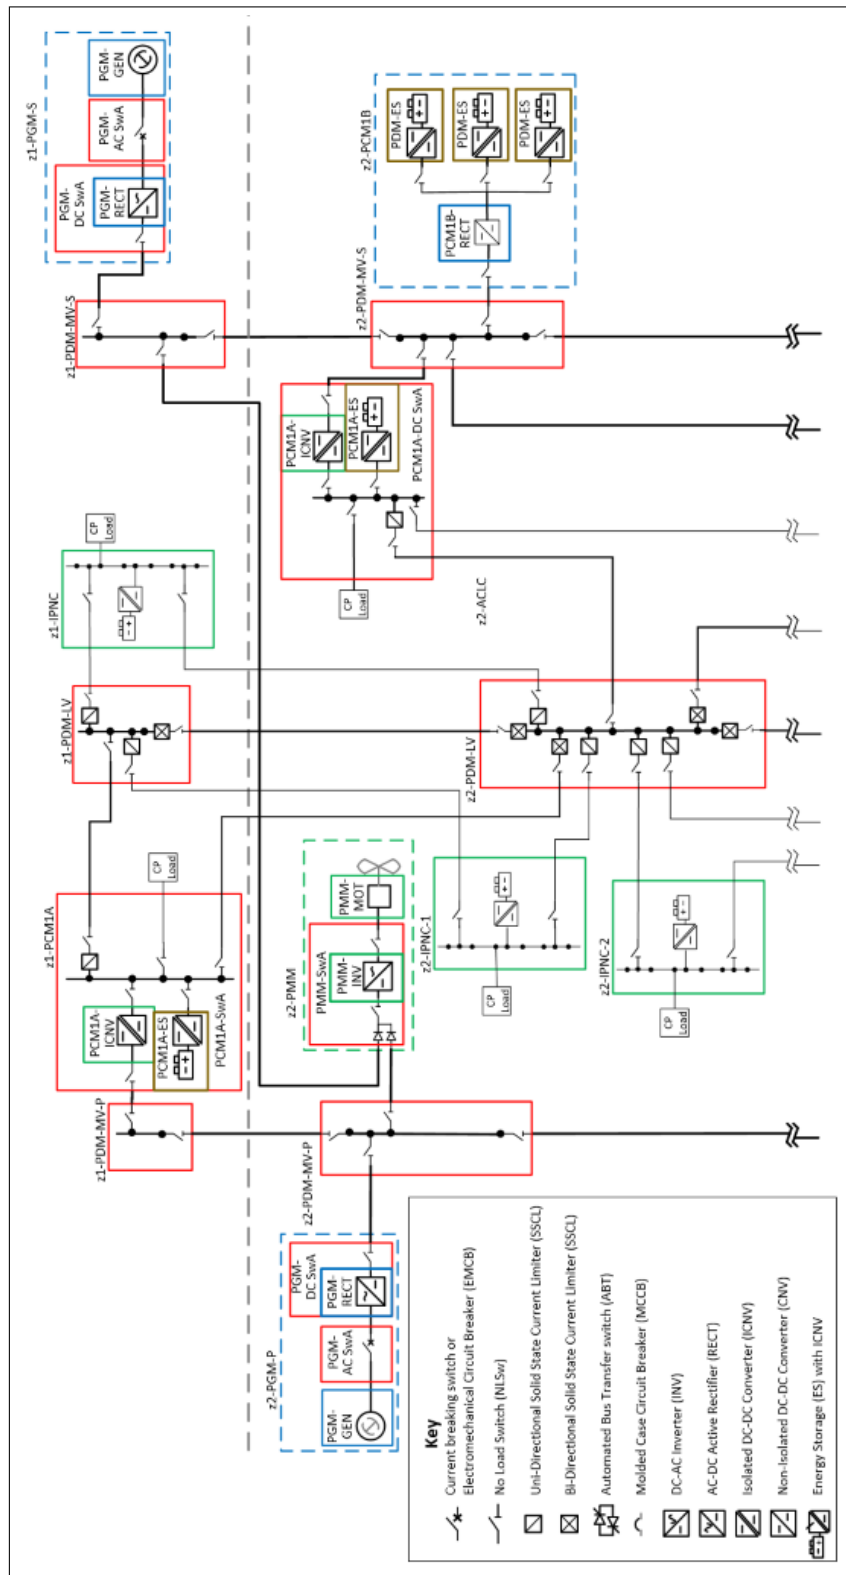 z1-PGM-S
PGM-
GEN
PGM-
AC SwA
PGM-
DC SwA
PGM-
RECT
z1-PDM-MV-S
z2-PCM1B
PDM-ES
PDM-ES
PDM-ES
PCM1B-
RECT
z2-PDM-MV-S
PCM1A-
ICNV
PCM1A-ES
PCM1A-DC SwA
CP
Load
z2-ACLC
z1-IPNC
CP
Load
z1-PDM-LV
z2-PDM-LV
z1-PCM1A
CP
Load
PCM1A-
ICNV
PCM1A-ES
PCM1A-SwA
z1-PDM-MV-P
z2-PMM
PMM-
MOT
PMM-SwA
PMM-
INV
z2-IPNC-1
CP
Load
z2-IPNC-2
CP
Load
z2-PDM-MV-P
z2-PGM-P
PGM-
DC SwA
PGM-
RECT
PGM-
AC SwA
PGM-
GEN
Key
Current breaking switch or
Electromechanical Circuit Breaker (EMCB)
No Load Switch (NLSw)
Uni-Directional Solid State Current Limiter (SSCL)
Bi-Directional Solid State Current Limiter (SSCL)
Automated Bus Transfer switch (ABT)
Molded Case Circuit Breaker (MCCB)
DC-AC Inverter (INV)
AC-DC Active Rectifier (RECT)
Isolated DC-DC Converter (ICNV)
Non-Isolated DC-DC Converter (CNV)
Energy Storage (ES) with ICNV